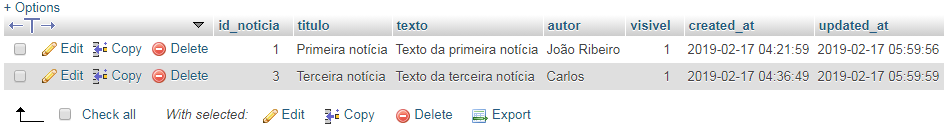 + Options
←T→ id_noticia titulo texto autor visivel created_at updated_at
Edit Copy Delete 1 Primeira notícia Texto da primeira notícia João Ribeiro 1 2019-02-17 04:21:59 2019-02-17 05:59:56
Edit Copy Delete 3 Terceira notícia Texto da terceira notícia Carlos 1 2019-02-17 04:36:49 2019-02-17 05:59:59
Check all With selected: Edit Copy Delete Export